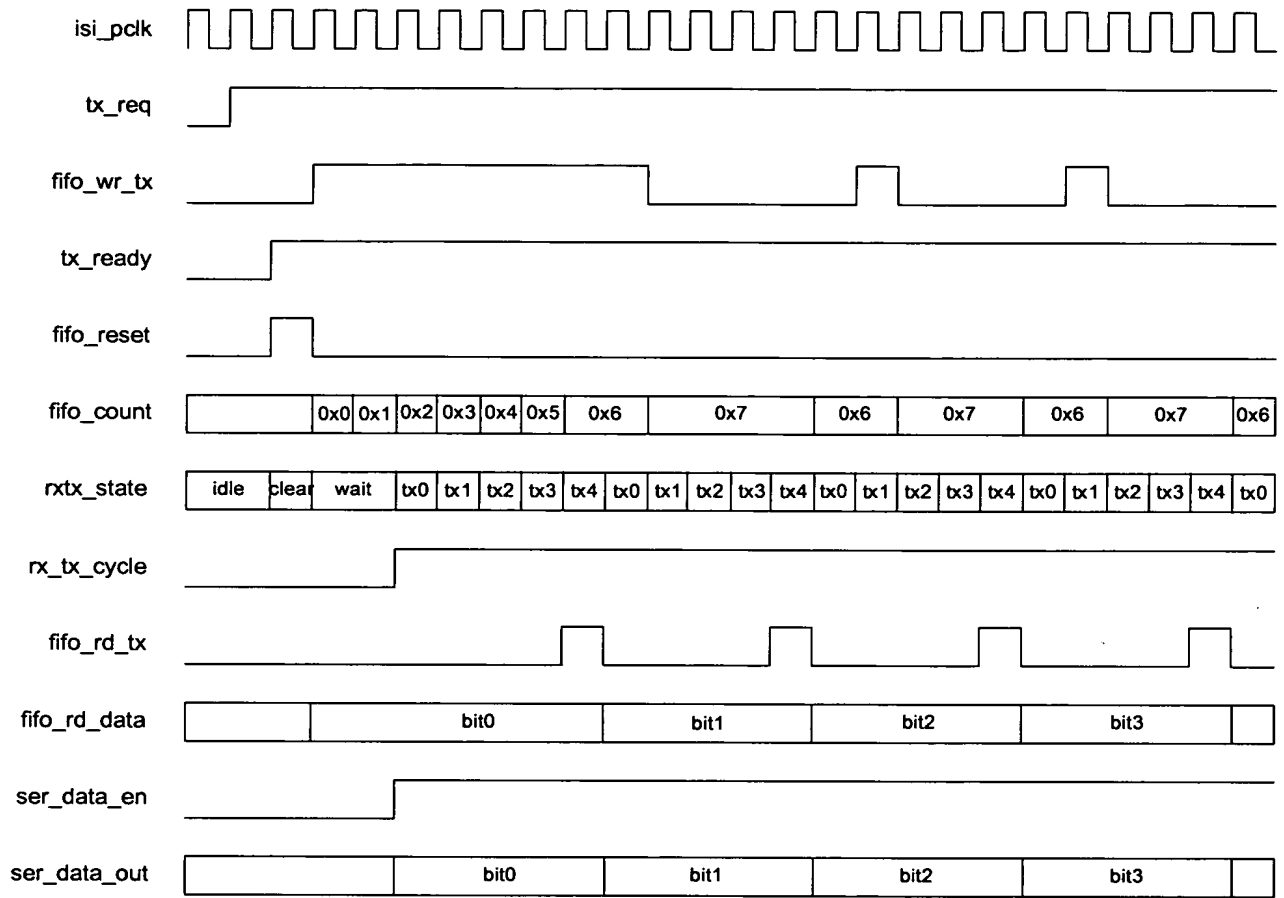 isi_pclk
tx_req
fifo_wr_tx
tx_ready
fifo_reset
fifo_count 0x0 0x1 0x2 0x3 0x4 0x5 0x6 0x7 0x6 0x7 0x6 0x7 0x6
rxtx_state idle clear wait tx0 tx1 tx2 tx3 tx4 tx0 tx1 tx2 tx3 tx4 tx0 tx1 tx2 tx3 tx4 tx0 tx1 tx2 tx3 tx4 tx0
rx_tx_cycle
fifo_rd_tx
fifo_rd_data bit0 bit1 bit2 bit3
ser_data_en
ser_data_out bit0 bit1 bit2 bit3